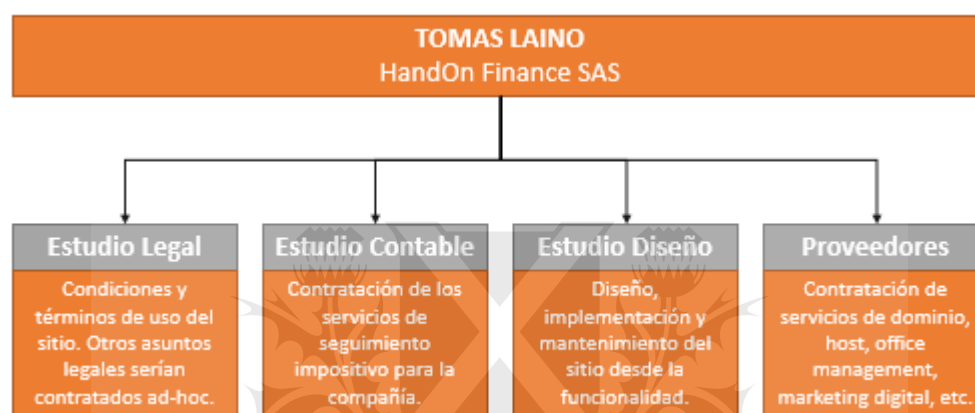 TOMAS LAINO
HandOn Finance SAS
Estudio Legal
Condiciones y
términos de uso del
sitio. Otros asuntos
legales serían
contratados ad-hoc.
Estudio Contable
Contratación de los
servicios de
seguimiento
impositivo para la
compañía.
Estudio Diseño
Diseño,
implementación y
mantenimiento del
sitio desde la
funcionalidad.
Proveedores
Contratación de
servicios de dominio,
host, office
management,
marketing digital, etc.